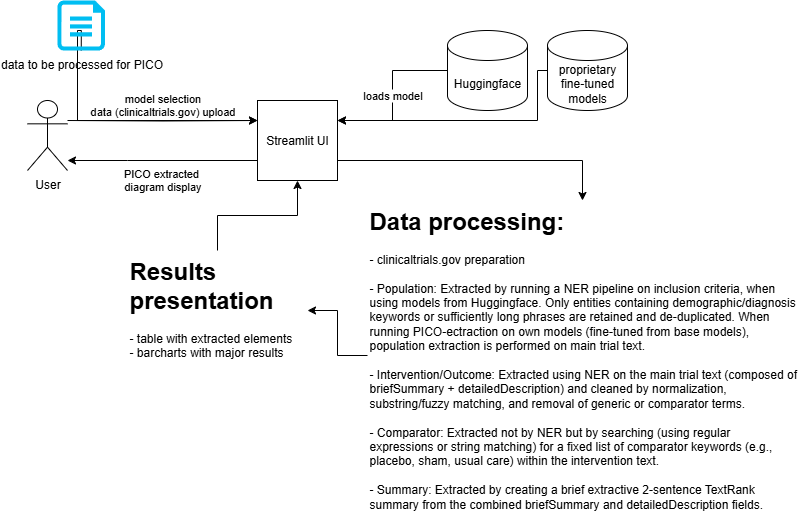 data to be processed for PICO
model selection
data (clinicaltrials.gov) upload
User
PICO extracted
diagram display
Streamlit UI
loads model
Huggingface
proprietary
fine-tuned
models
Data processing:
- clinicaltrials.gov preparation
- Population: Extracted by running a NER pipeline on inclusion criteria, when
using models from Huggingface. Only entities containing demographic/diagnosis
keywords or sufficiently long phrases are retained and de-duplicated. When
running PICO-ectraction on own models (fine-tuned from base models),
population extraction is performed on main trial text.
- Intervention/Outcome: Extracted using NER on the main trial text (composed of
briefSummary + detailedDescription) and cleaned by normalization,
substring/fuzzy matching, and removal of generic or comparator terms.
- Comparator: Extracted not by NER but by searching (using regular
expressions or string matching) for a fixed list of comparator keywords (e.g.,
placebo, sham, usual care) within the intervention text.
- Summary: Extracted by creating a brief extractive 2-sentence TextRank
summary from the combined briefSummary and detailedDescription fields.
Results
presentation
- table with extracted elements
- barcharts with major results